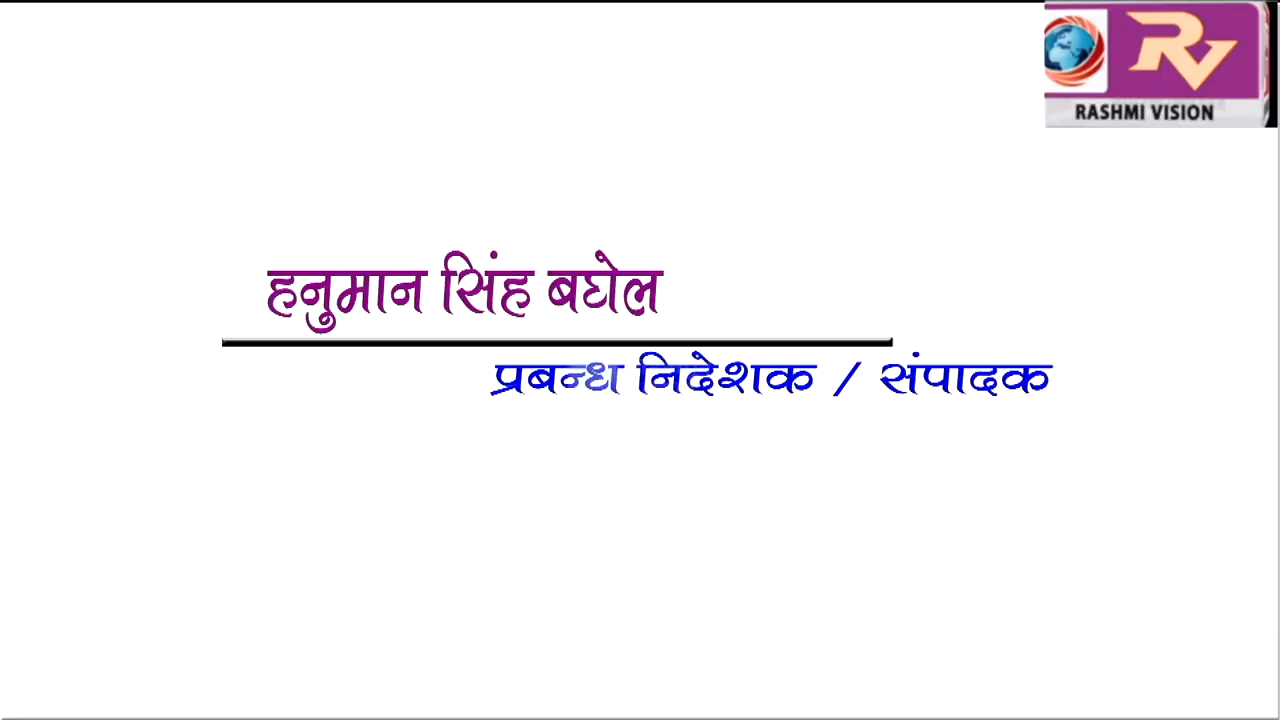 RV
RASHMI VISION
हनुमान सिंह बघेल
प्रबन्ध निदेशक / संपादक